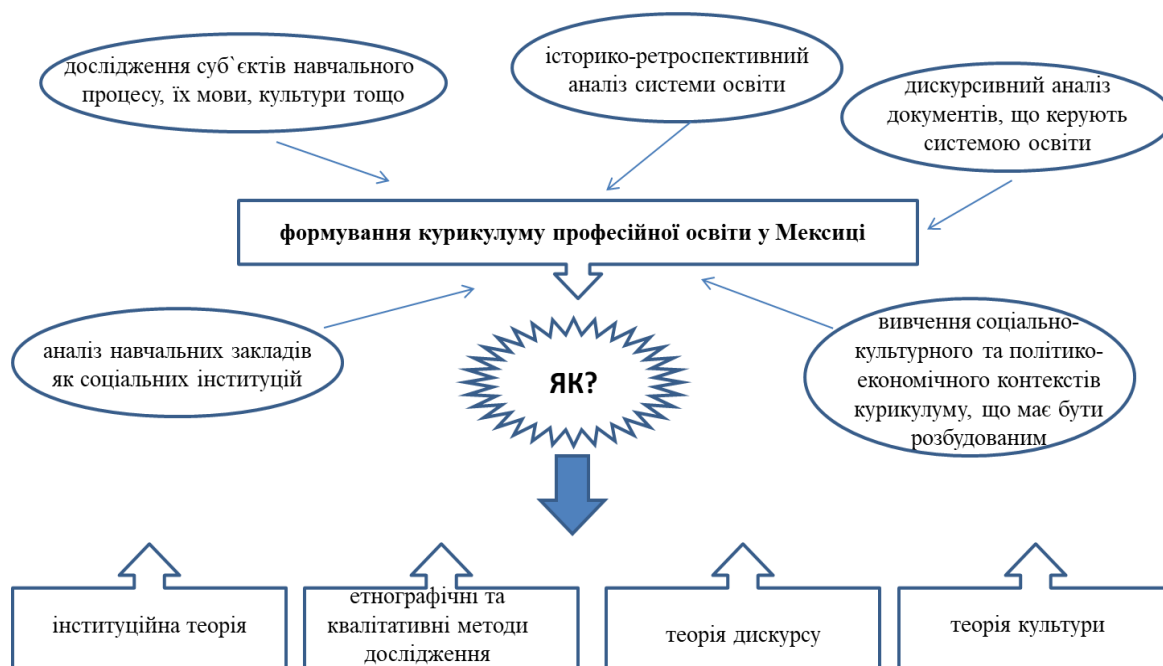 дослідження суб`єктів навчального
процесу, їх мови, культури тощо
історико-ретроспективний
аналіз системи освіти
дискурсивний аналіз
документів, що керують
системою освіти
формування курикулуму професійної освіти у Мексиці
аналіз навчальних закладів
як соціальних інституцій
ЯК?
вивчення соціально-
культурного та політико-
економічного контекстів
курикулуму, що має бути
розбудованим
інституційна теорія
етнографічні та
квалітативні методи
дослідження
теорія дискурсу
теорія культури